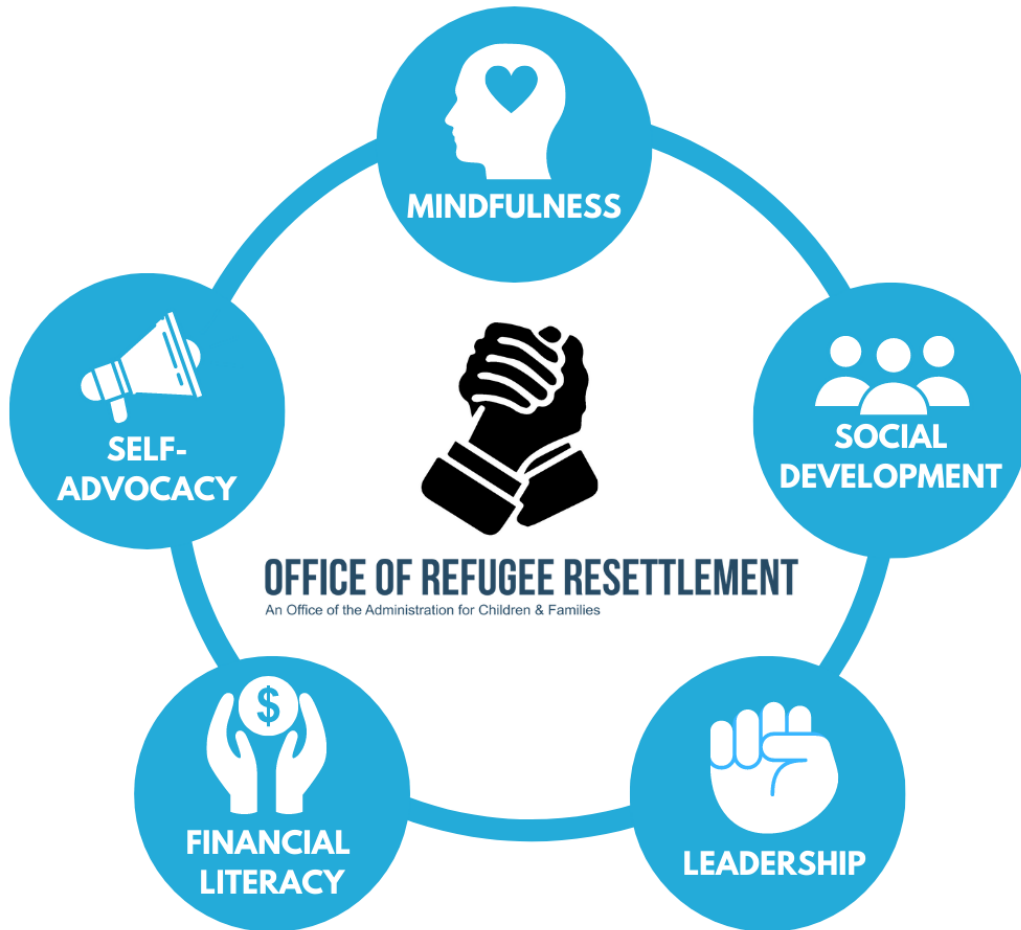 MINDFULNESS
SELF-
ADVOCACY
SOCIAL
DEVELOPMENT
OFFICE OF REFUGEE RESETTLEMENT
An Office of the Administration for Children & Families
$
FINANCIAL
LITERACY
LEADERSHIP